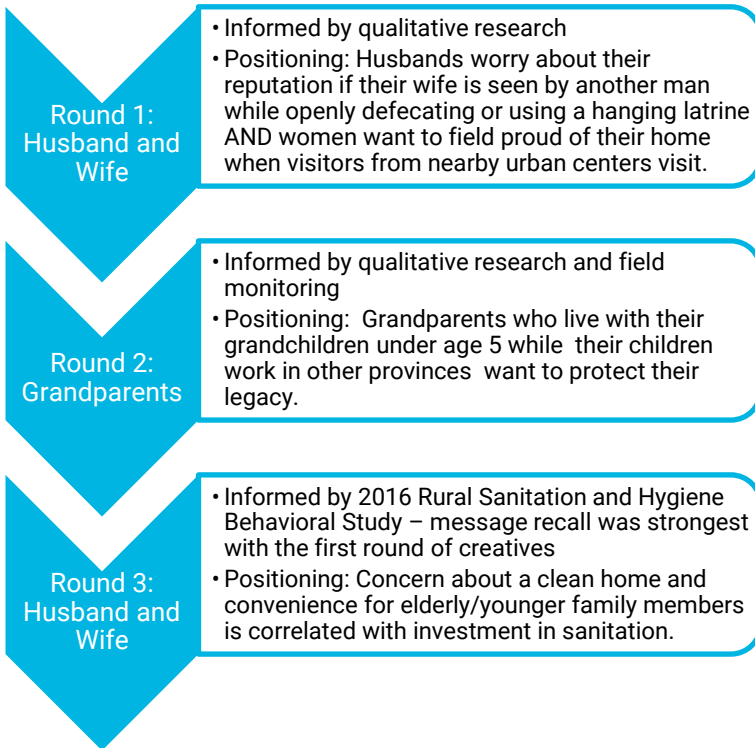 Round 1:
Husband and
Wife
• Informed by qualitative research
• Positioning: Husbands worry about their
reputation if their wife is seen by another man
while openly defecating or using a hanging latrine
AND women want to field proud of their home
when visitors from nearby urban centers visit.
Round 2:
Grandparents
• Informed by qualitative research and field
monitoring
• Positioning: Grandparents who live with their
grandchildren under age 5 while their children
work in other provinces want to protect their
legacy.
Round 3:
Husband and
Wife
• Informed by 2016 Rural Sanitation and Hygiene
Behavioral Study – message recall was strongest
with the first round of creatives
• Positioning: Concern about a clean home and
convenience for elderly/younger family members
is correlated with investment in sanitation.